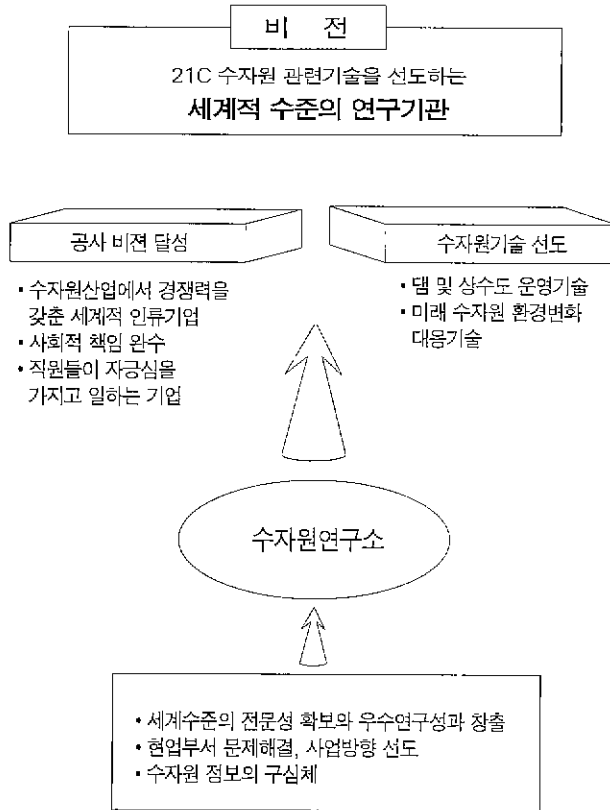 비 전
21C 수자원 관련기술을 선도하는
세계적 수준의 연구기관
공사 비젼 달성
• 수자원산업에서 경쟁력을
갖춘 세계적 인류기업
• 사회적 책임 완수
• 직원들이 자긍심을
가지고 일하는 기업
수자원기술 선도
• 댐 및 상수도 운영기술
• 미래 수자원 환경변화
대응기술
수자원연구소
• 세계수준의 전문성 확보와 우수연구성과 창출
• 현업부서 문제해결, 사업방향 선도
• 수자원 정보의 구심체